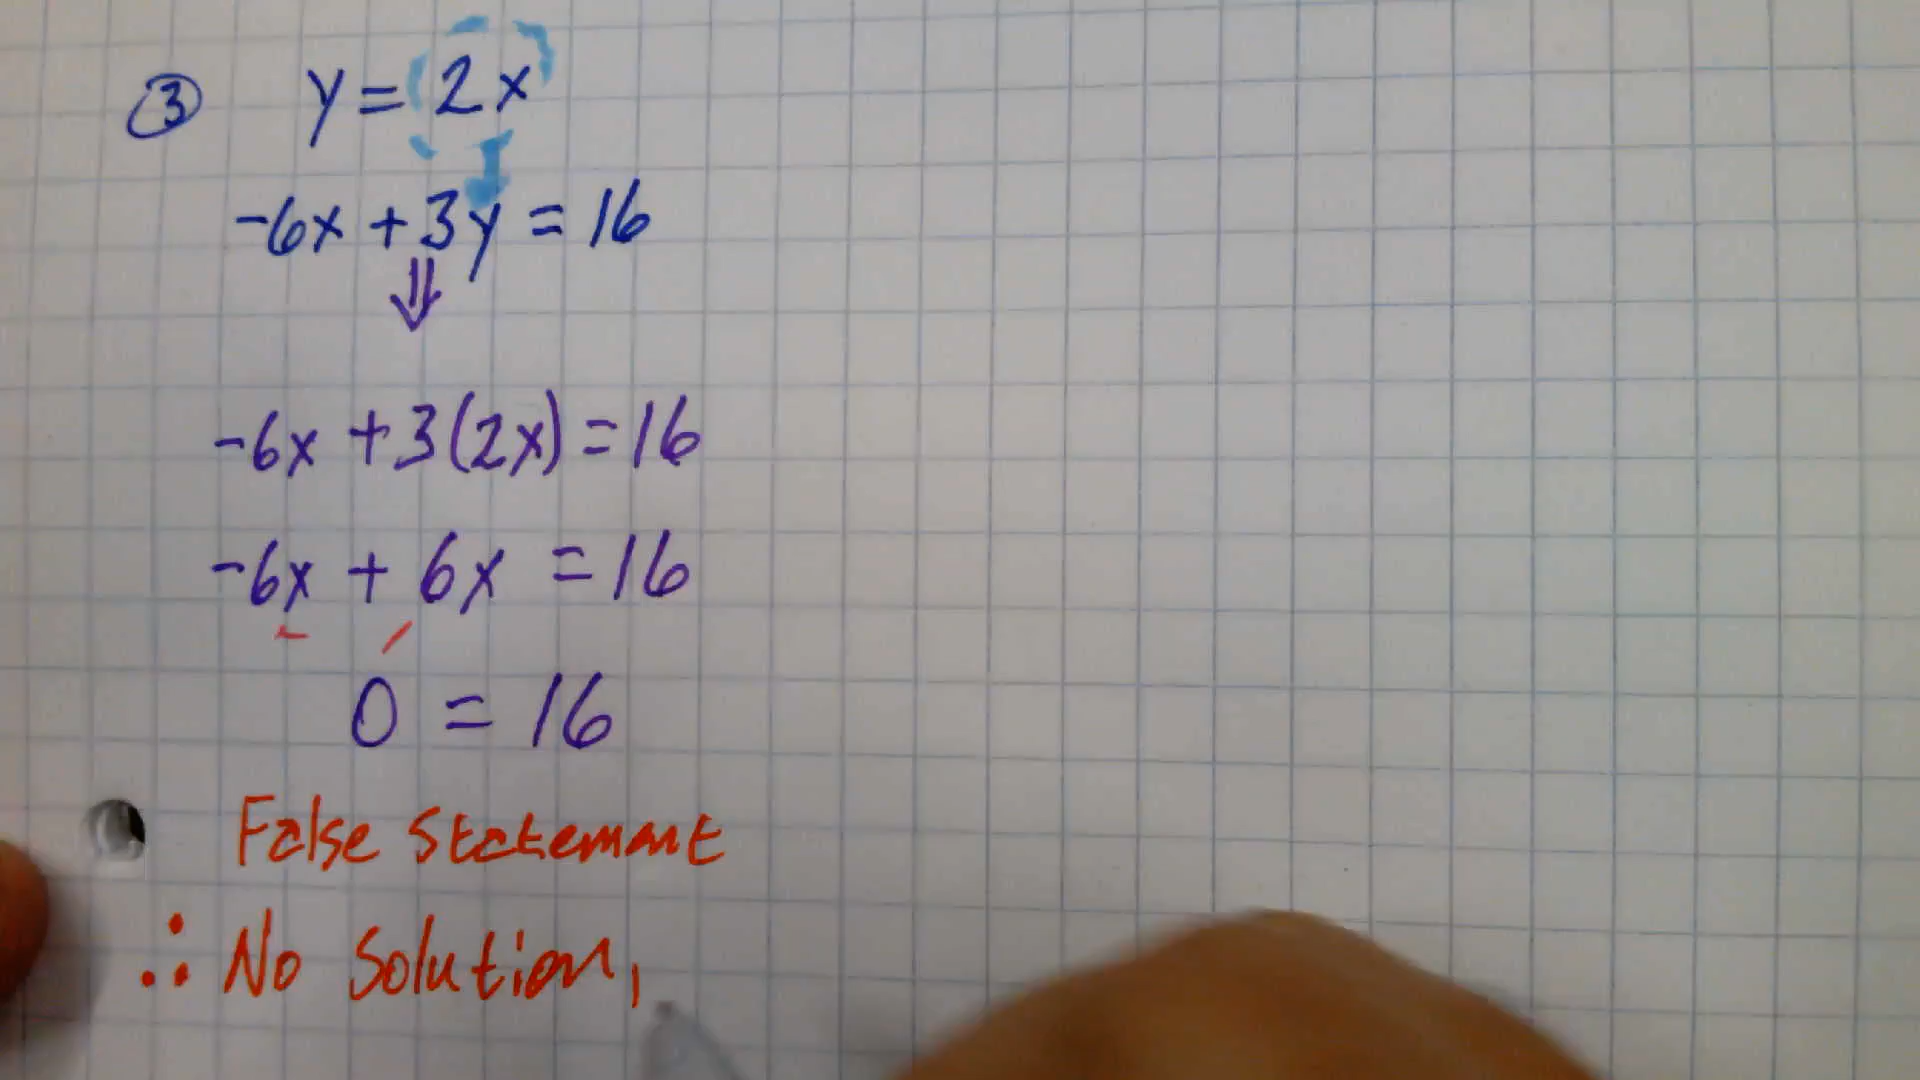 ③ y = 2x
-6x + 3y = 16
⇓
-6x + 3(2x) = 16
-6x + 6x = 16
0 = 16
False Statement
∴ No Solution,